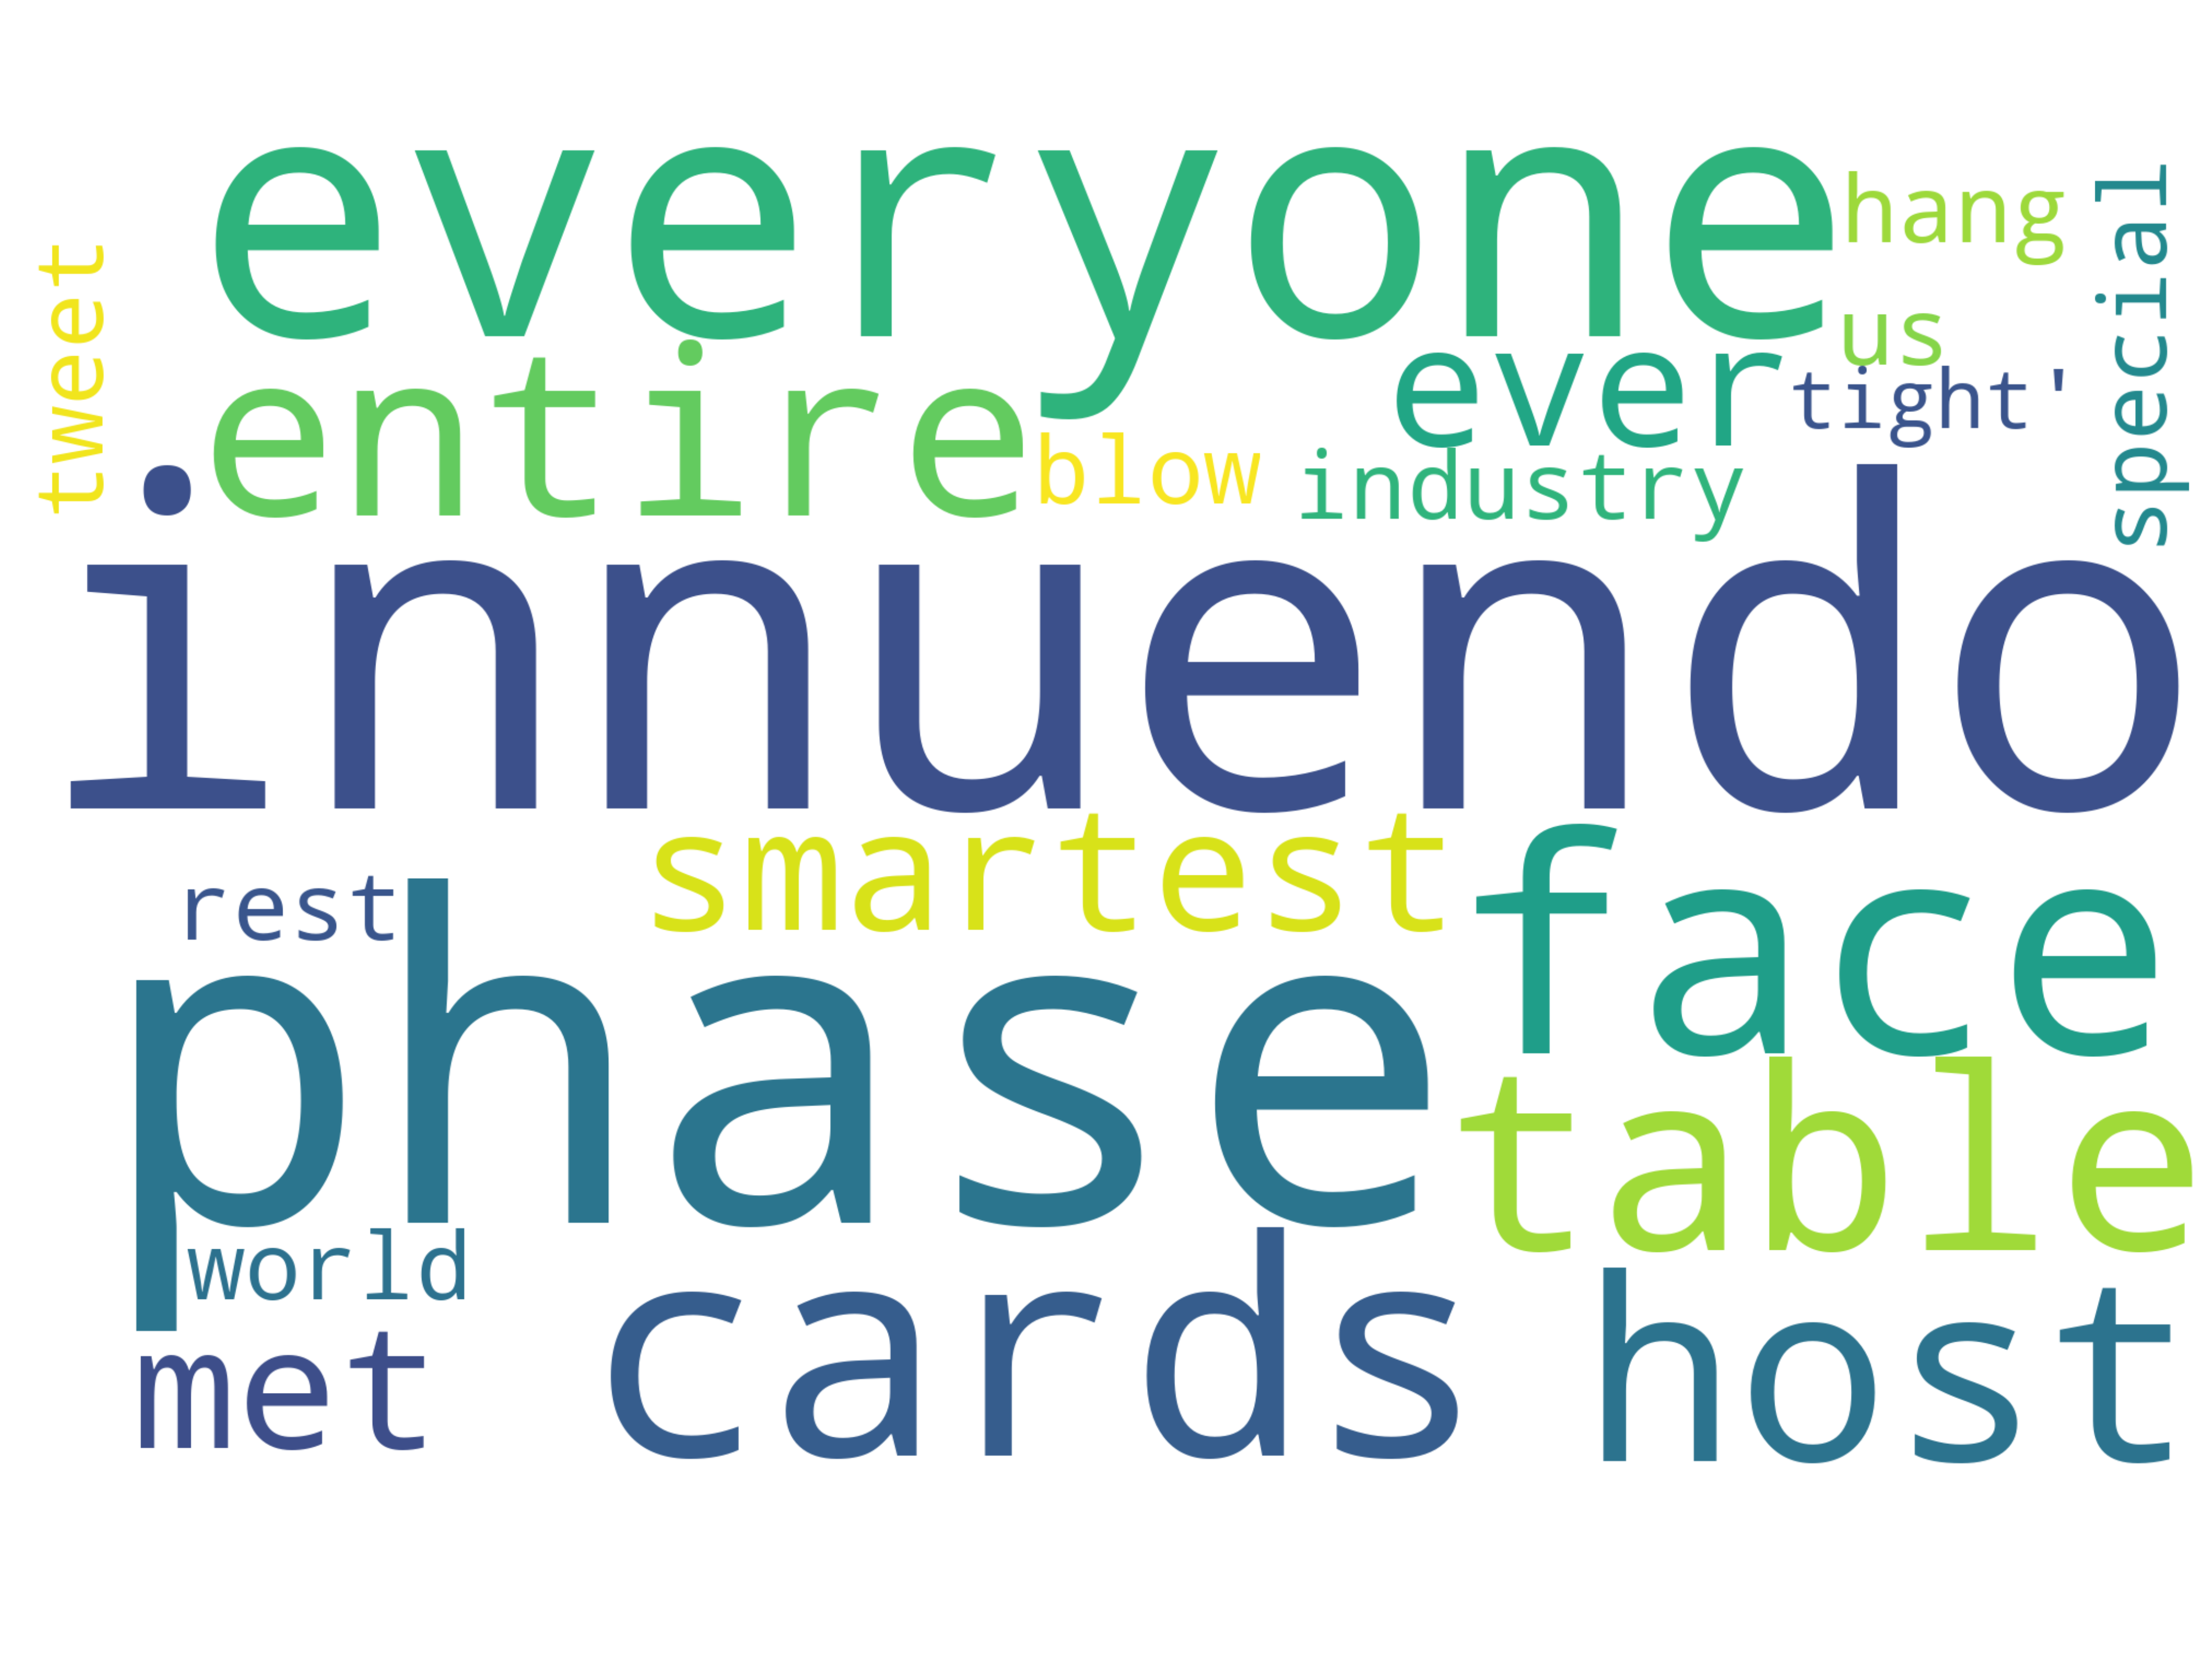 everyone
hang
special
tweet
us
entire
ever
tight'
blow
industry
innuendo
smartest
face
rest
phase
table
world
cards
host
met